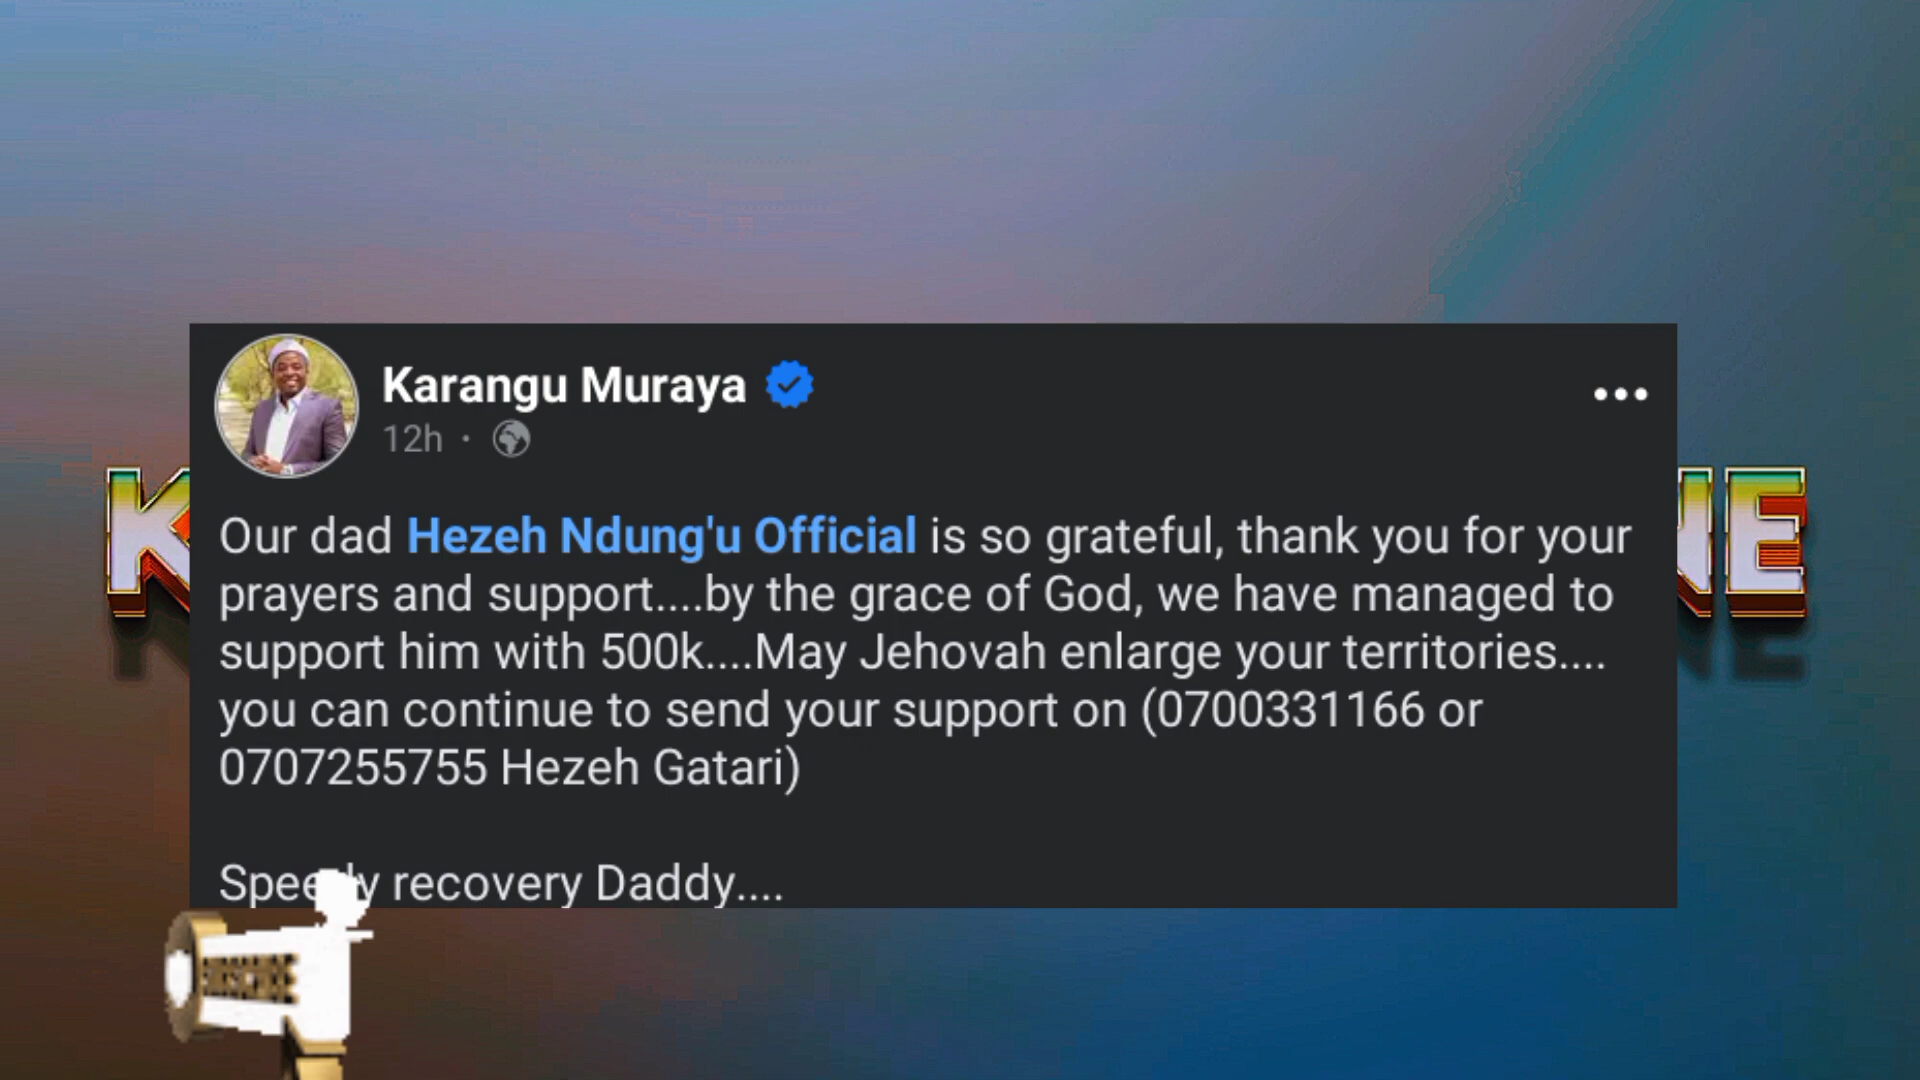 Karangu Muraya
12h ·
Our dad Hezeh Ndung'u Official is so grateful, thank you for your
prayers and support....by the grace of God, we have managed to
support him with 500k....May Jehovah enlarge your territories....
you can continue to send your support on (0700331166 or
0707255755 Hezeh Gatari)
recovery Daddy....